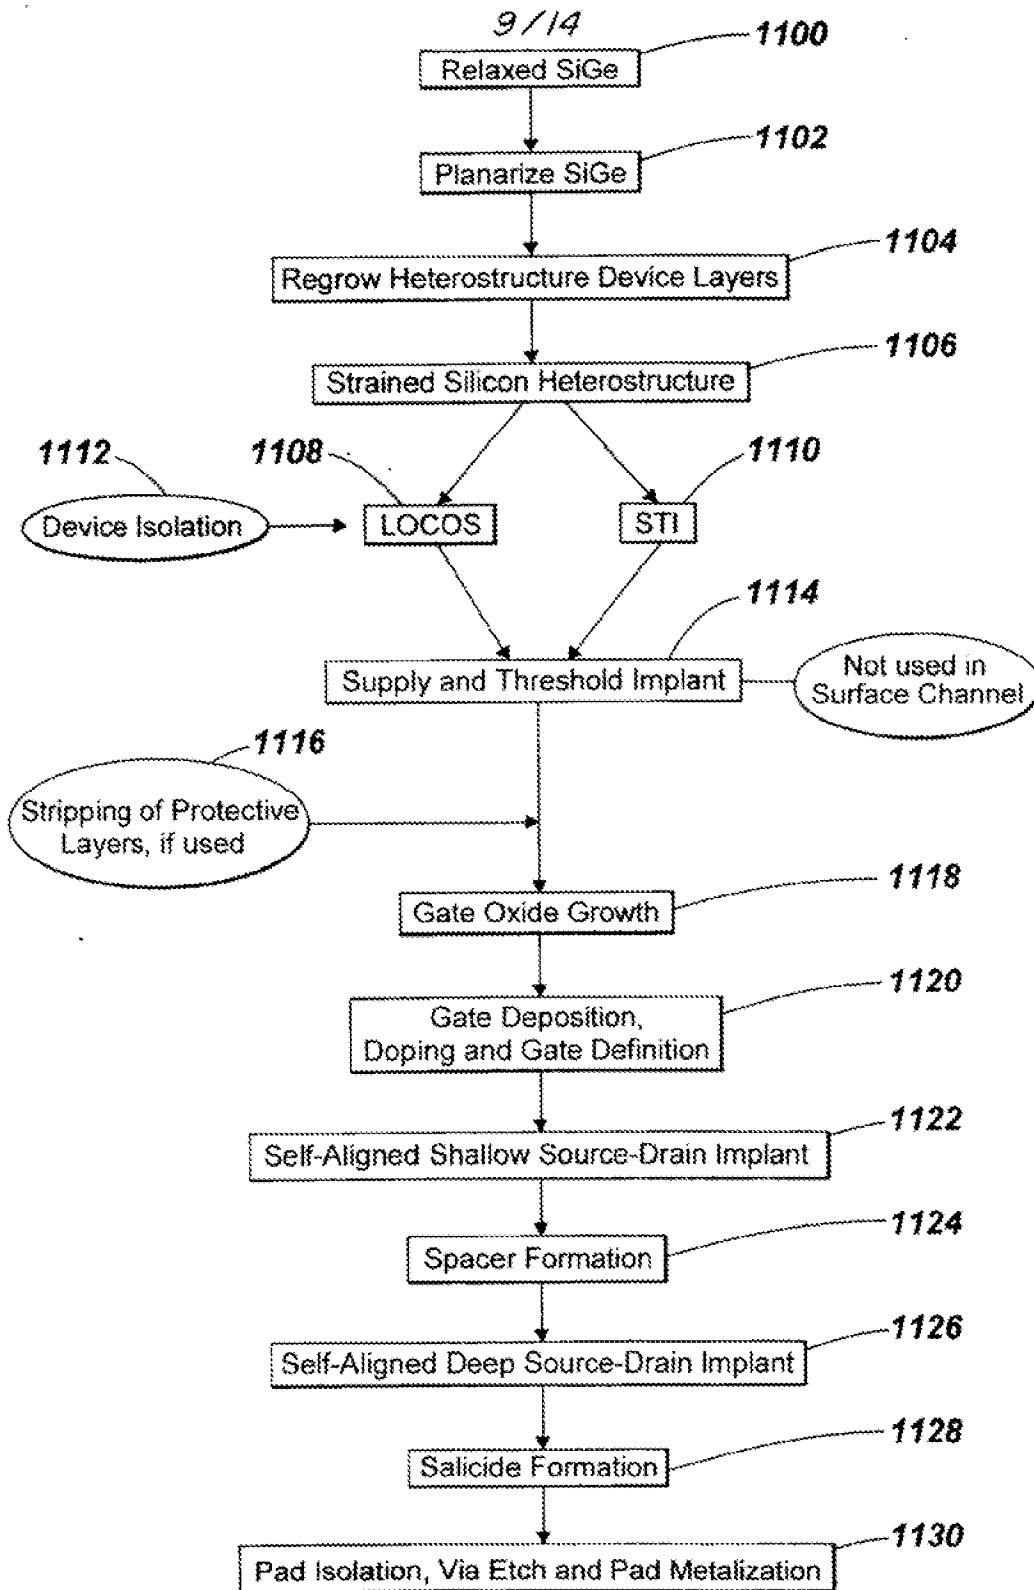 9/14
1100
Relaxed SiGe
1102
Planarize SiGe
1104
Regrow Heterostructure Device Layers
1106
Strained Silicon Heterostructure
1112
1108
1110
Device Isolation
LOCOS
STI
1114
Supply and Threshold Implant
Not used in
Surface Channel
1116
Stripping of Protective
Layers, if used
1118
Gate Oxide Growth
1120
Gate Deposition,
Doping and Gate Definition
1122
Self-Aligned Shallow Source-Drain Implant
1124
Spacer Formation
1126
Self-Aligned Deep Source-Drain Implant
1128
Salicide Formation
1130
Pad Isolation, Via Etch and Pad Metalization